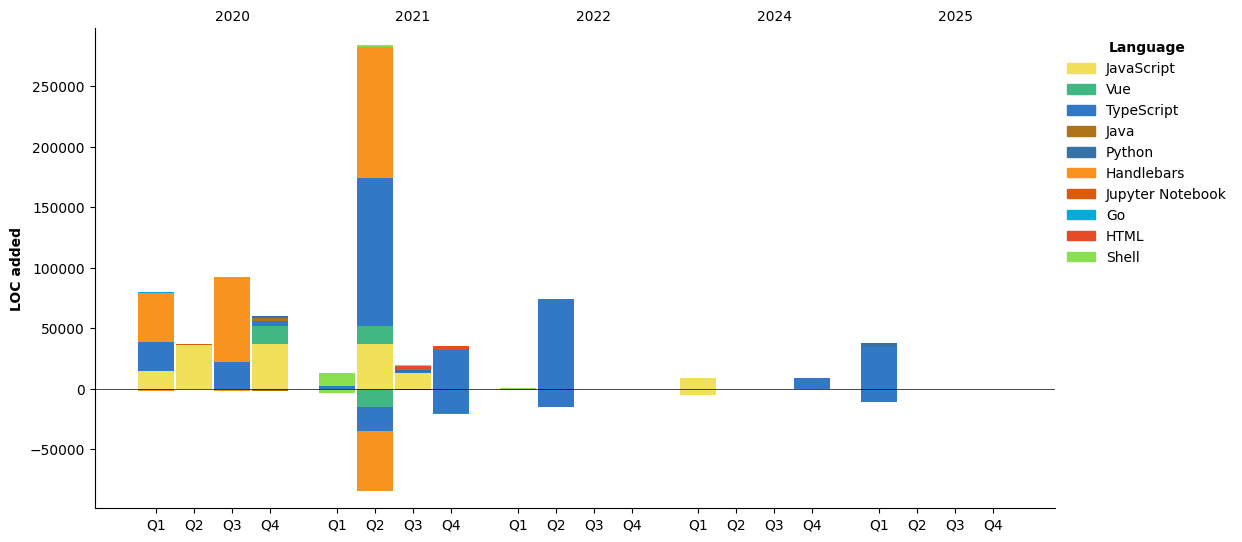 2020 2021 2022 2024 2025
Language
JavaScript
Vue
TypeScript
Java
Python
Handlebars
Jupyter Notebook
Go
HTML
Shell
LOC added
250000
200000
150000
100000
50000
0
−50000
Q1 Q2 Q3 Q4 Q1 Q2 Q3 Q4 Q1 Q2 Q3 Q4 Q1 Q2 Q3 Q4 Q1 Q2 Q3 Q4